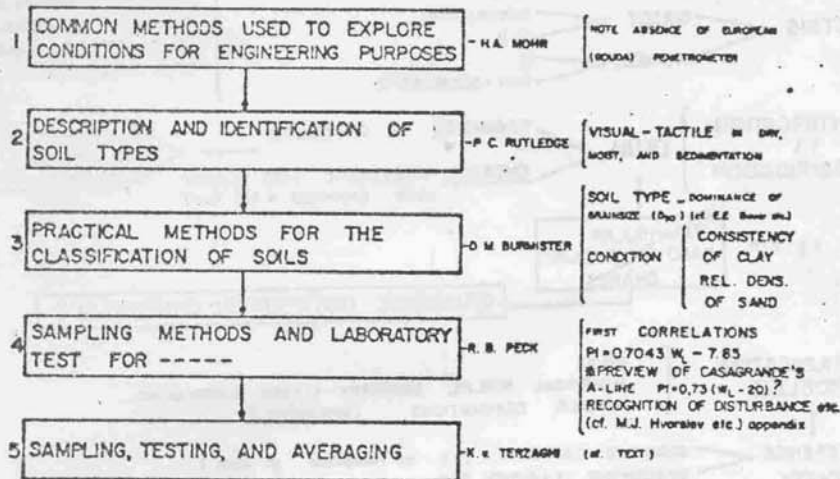 1 COMMON METHODS USED TO EXPLORE
CONDITIONS FOR ENGINEERING PURPOSES
- H.A. MOHR
NOTE ABSENCE OF EUROPEAN
(GOUDA) PENETROMETER
2 DESCRIPTION AND IDENTIFICATION OF
SOIL TYPES
- P C. RUTLEDGE
VISUAL-TACTILE IN DRY,
MOIST, AND SEDIMENTATION
3 PRACTICAL METHODS FOR THE
CLASSIFICATION OF SOILS
- D M. BURMISTER
SOIL TYPE - DOMINANCE OF
GRAINSIZE (cf. E.E. etc.)
CONDITION
CONSISTENCY
OF CLAY
REL. DENS.
OF SAND
4 SAMPLING METHODS AND LABORATORY
TEST FOR -----
- R. B. PECK
FIRST CORRELATIONS
PI = 0.7043 WL - 7.85
PREVIEW OF CASAGRANDE'S
A-LINE PI = 0,73 (WL - 20) ?
RECOGNITION OF DISTURBANCE etc.
(cf. M.J. Hvorslev etc.) appendix
5 SAMPLING, TESTING, AND AVERAGING
- K. v. TERZAGHI
(cf. TEXT)